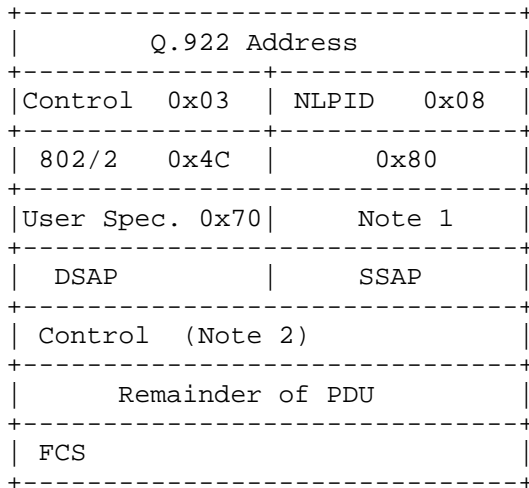 Q.922 Address
Control 0x03 | NLPID 0x08
802/2 0x4C | 0x80
User Spec. 0x70| Note 1
DSAP | SSAP
Control (Note 2)
Remainder of PDU
FCS